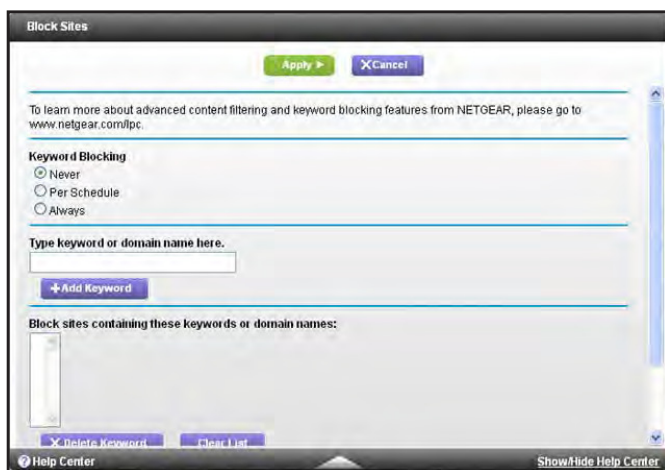 Block Sites
Apply ►
X Cancel
To learn more about advanced content filtering and keyword blocking features from NETGEAR, please go to
www.netgear.com/lpc.
Keyword Blocking
Never
Per Schedule
Always
Type keyword or domain name here.
+Add Keyword
Block sites containing these keywords or domain names:
X Delete Keyword
Clear List
Help Center
Show/Hide Help Center